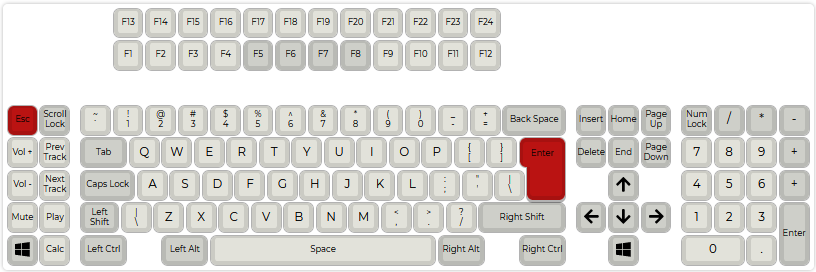 F13 F14 F15 F16 F17 F18 F19 F20 F21 F22 F23 F24
F1 F2 F3 F4 F5 F6 F7 F8 F9 F10 F11 F12
Esc Scroll Lock ~ ` ! 1 @ 2 # 3 $ 4 % 5 ^ 6 & 7 * 8 ( 9 ) 0 _ - + = Back Space Insert Home Page Up Num Lock / * -
Vol + Prev Track Tab Q W E R T Y U I O P { [ } ] Enter Delete End Page Down 7 8 9 +
Vol - Next Track Caps Lock A S D F G H J K L : ; " ' | \ ↑ 4 5 6 +
Mute Play Left Shift | \ Z X C V B N M < , > . ? / Right Shift ← ↓ → 1 2 3 Enter
Calc Left Ctrl Left Alt Space Right Alt Right Ctrl 0 .